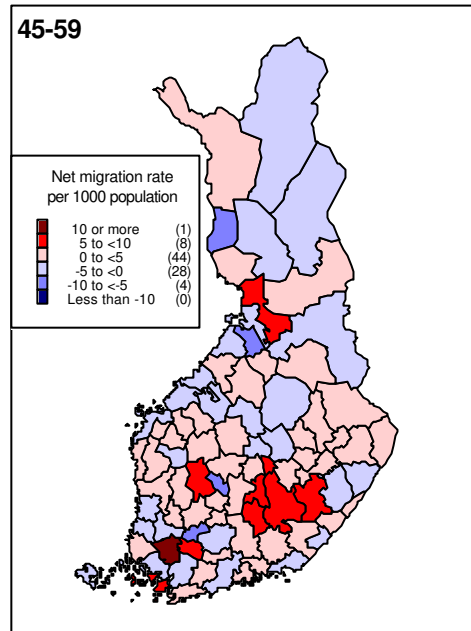 45-59
Net migration rate
per 1000 population
10 or more (1)
5 to <10 (8)
0 to <5 (44)
-5 to <0 (28)
-10 to <-5 (4)
Less than -10 (0)